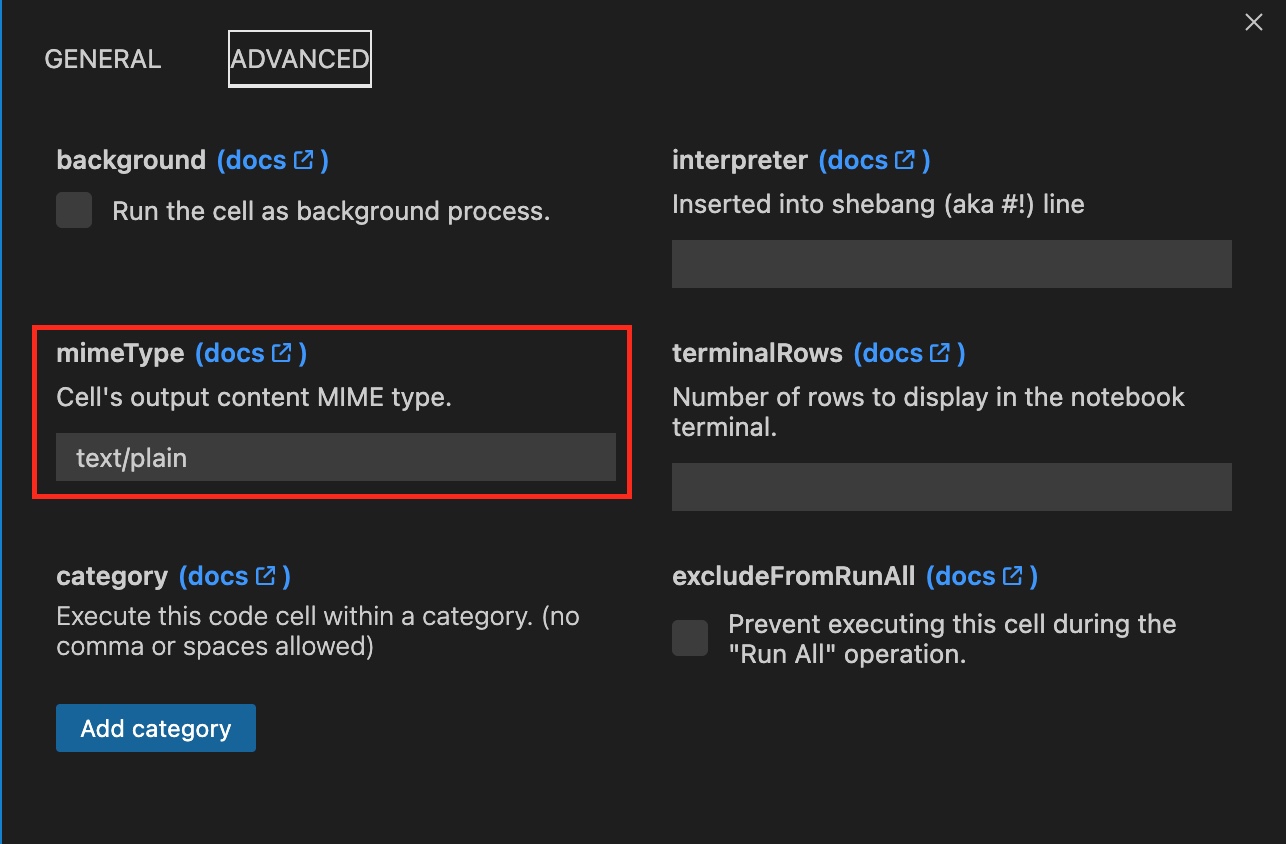 GENERAL
ADVANCED
background (docs)
Run the cell as background process.
interpreter (docs)
Inserted into shebang (aka #!) line
mimeType (docs)
Cell's output content MIME type.
text/plain
terminalRows (docs)
Number of rows to display in the notebook
terminal.
category (docs)
Execute this code cell within a category. (no
comma or spaces allowed)
Add category
excludeFromRunAll (docs)
Prevent executing this cell during the
"Run All" operation.